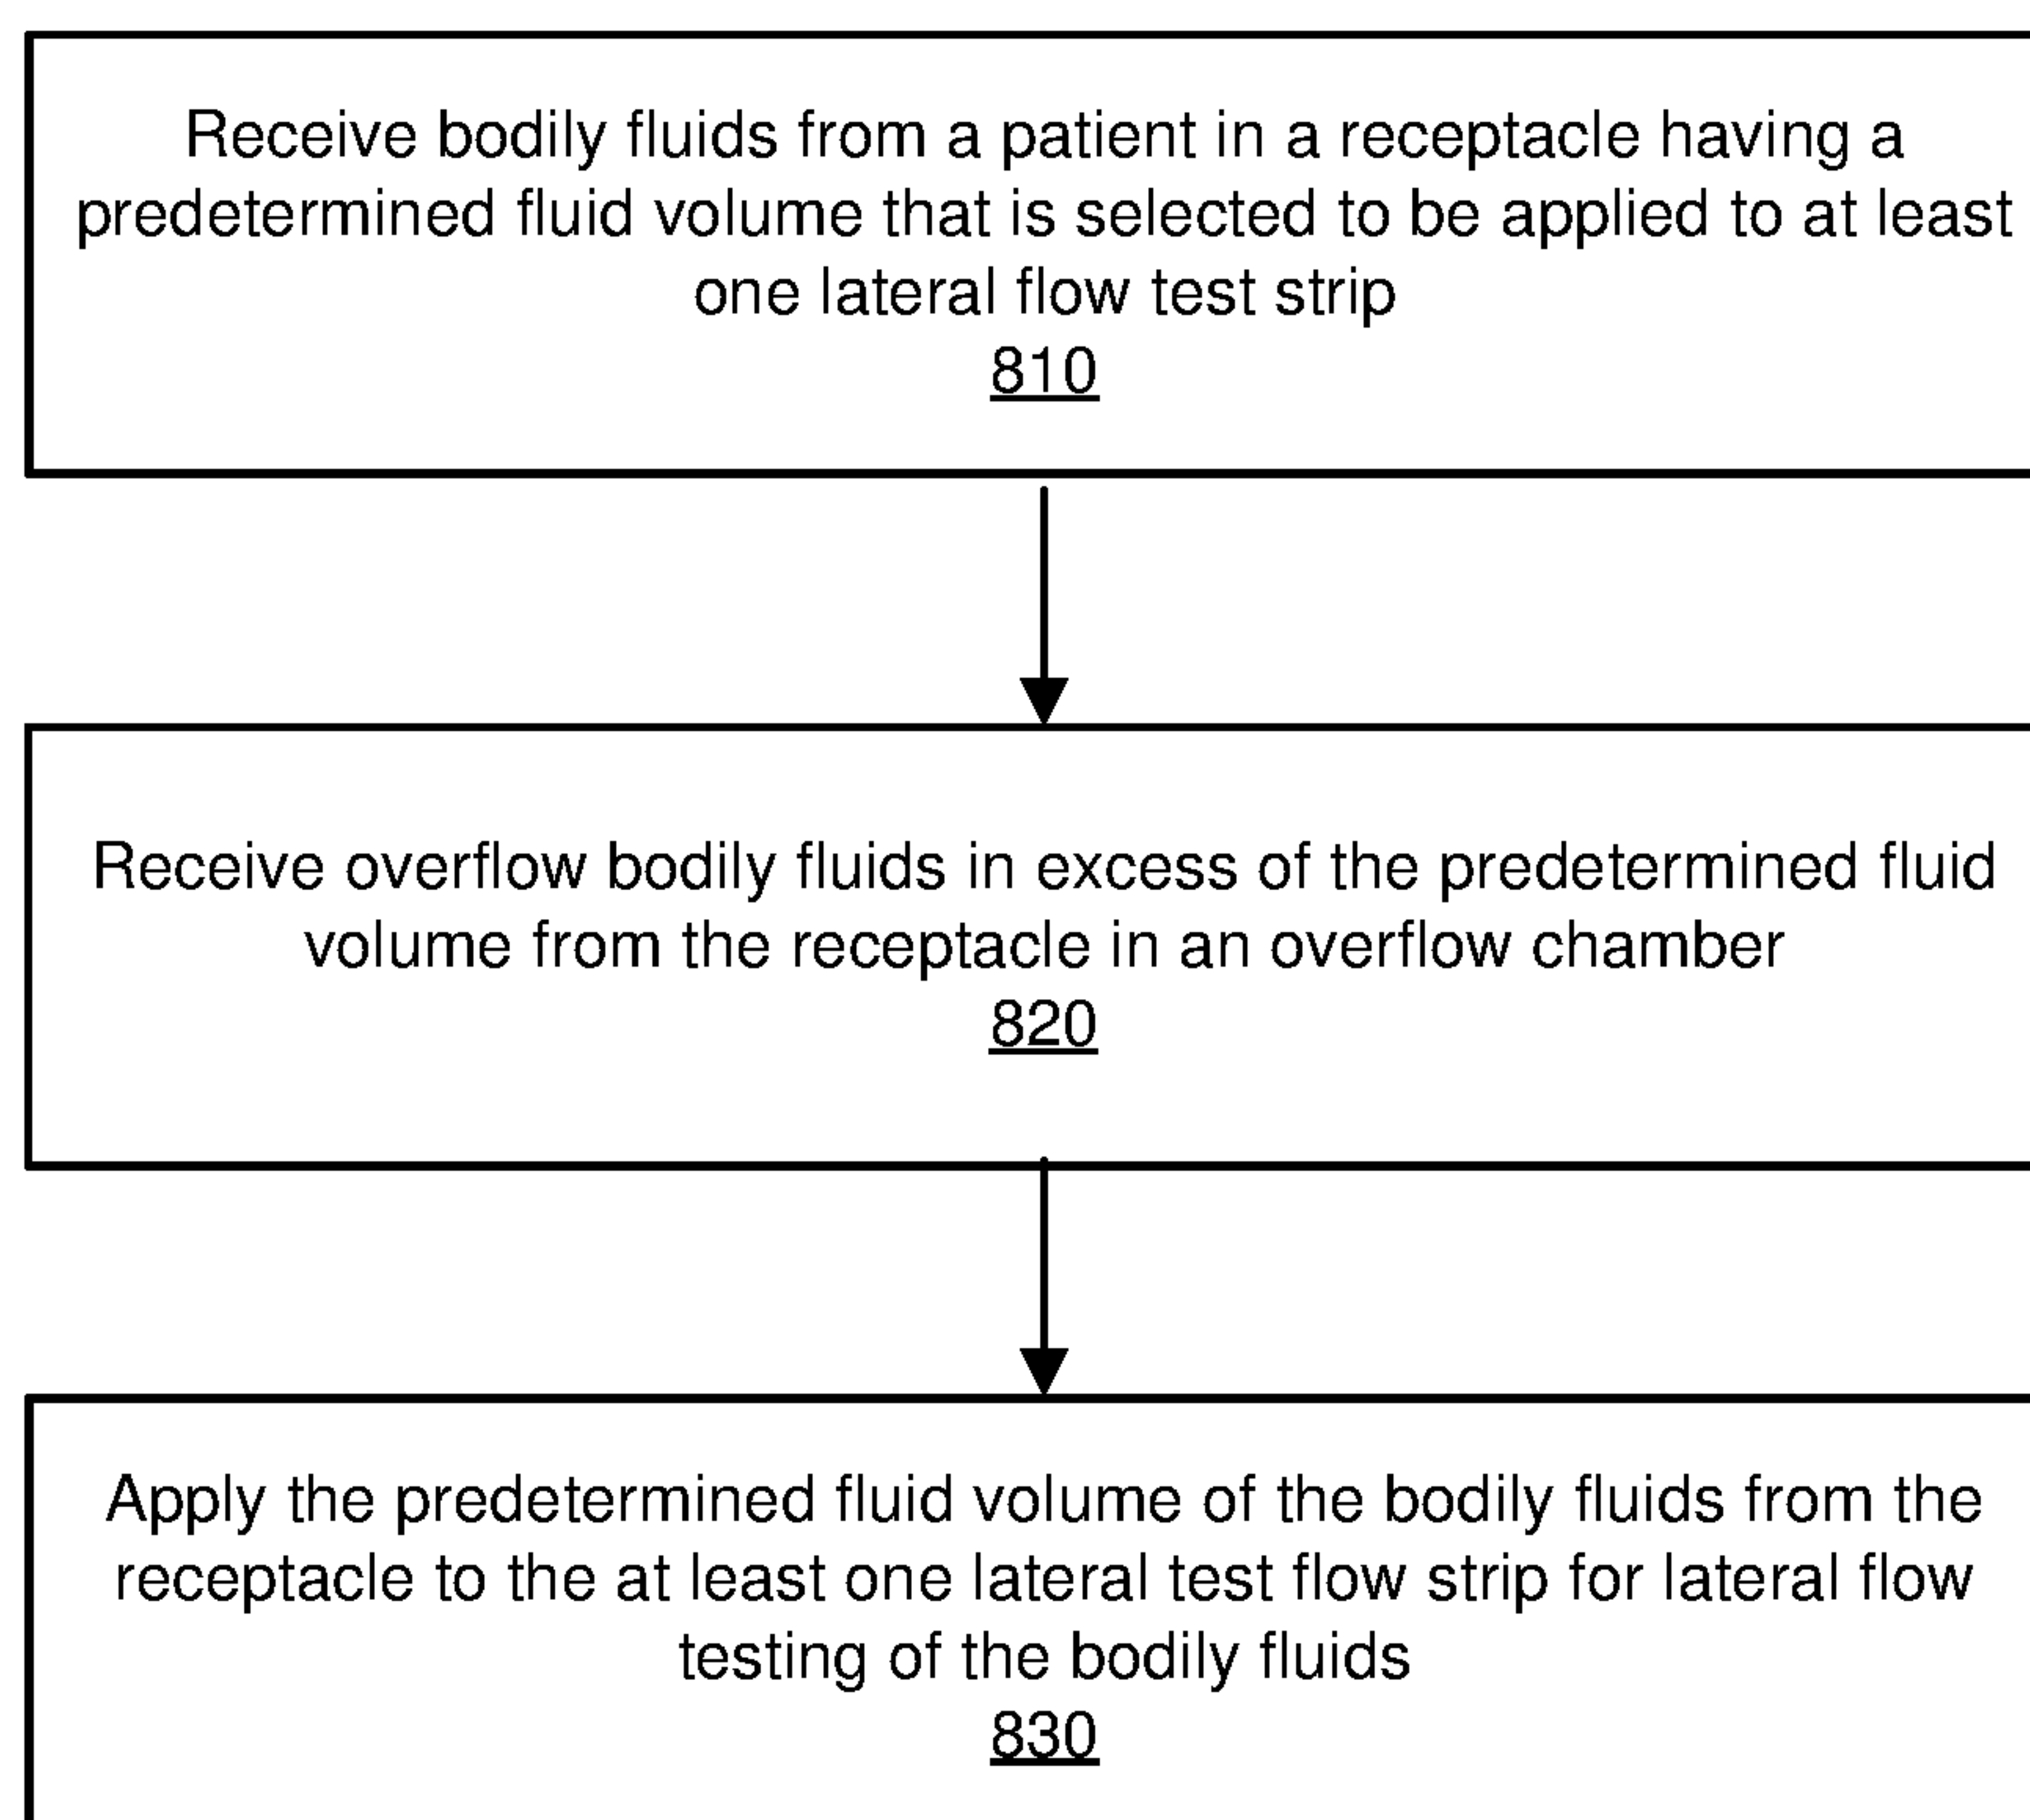 Receive bodily fluids from a patient in a receptacle having a
predetermined fluid volume that is selected to be applied to at least
one lateral flow test strip
810
Receive overflow bodily fluids in excess of the predetermined fluid
volume from the receptacle in an overflow chamber
820
Apply the predetermined fluid volume of the bodily fluids from the
receptacle to the at least one lateral test flow strip for lateral flow
testing of the bodily fluids
830